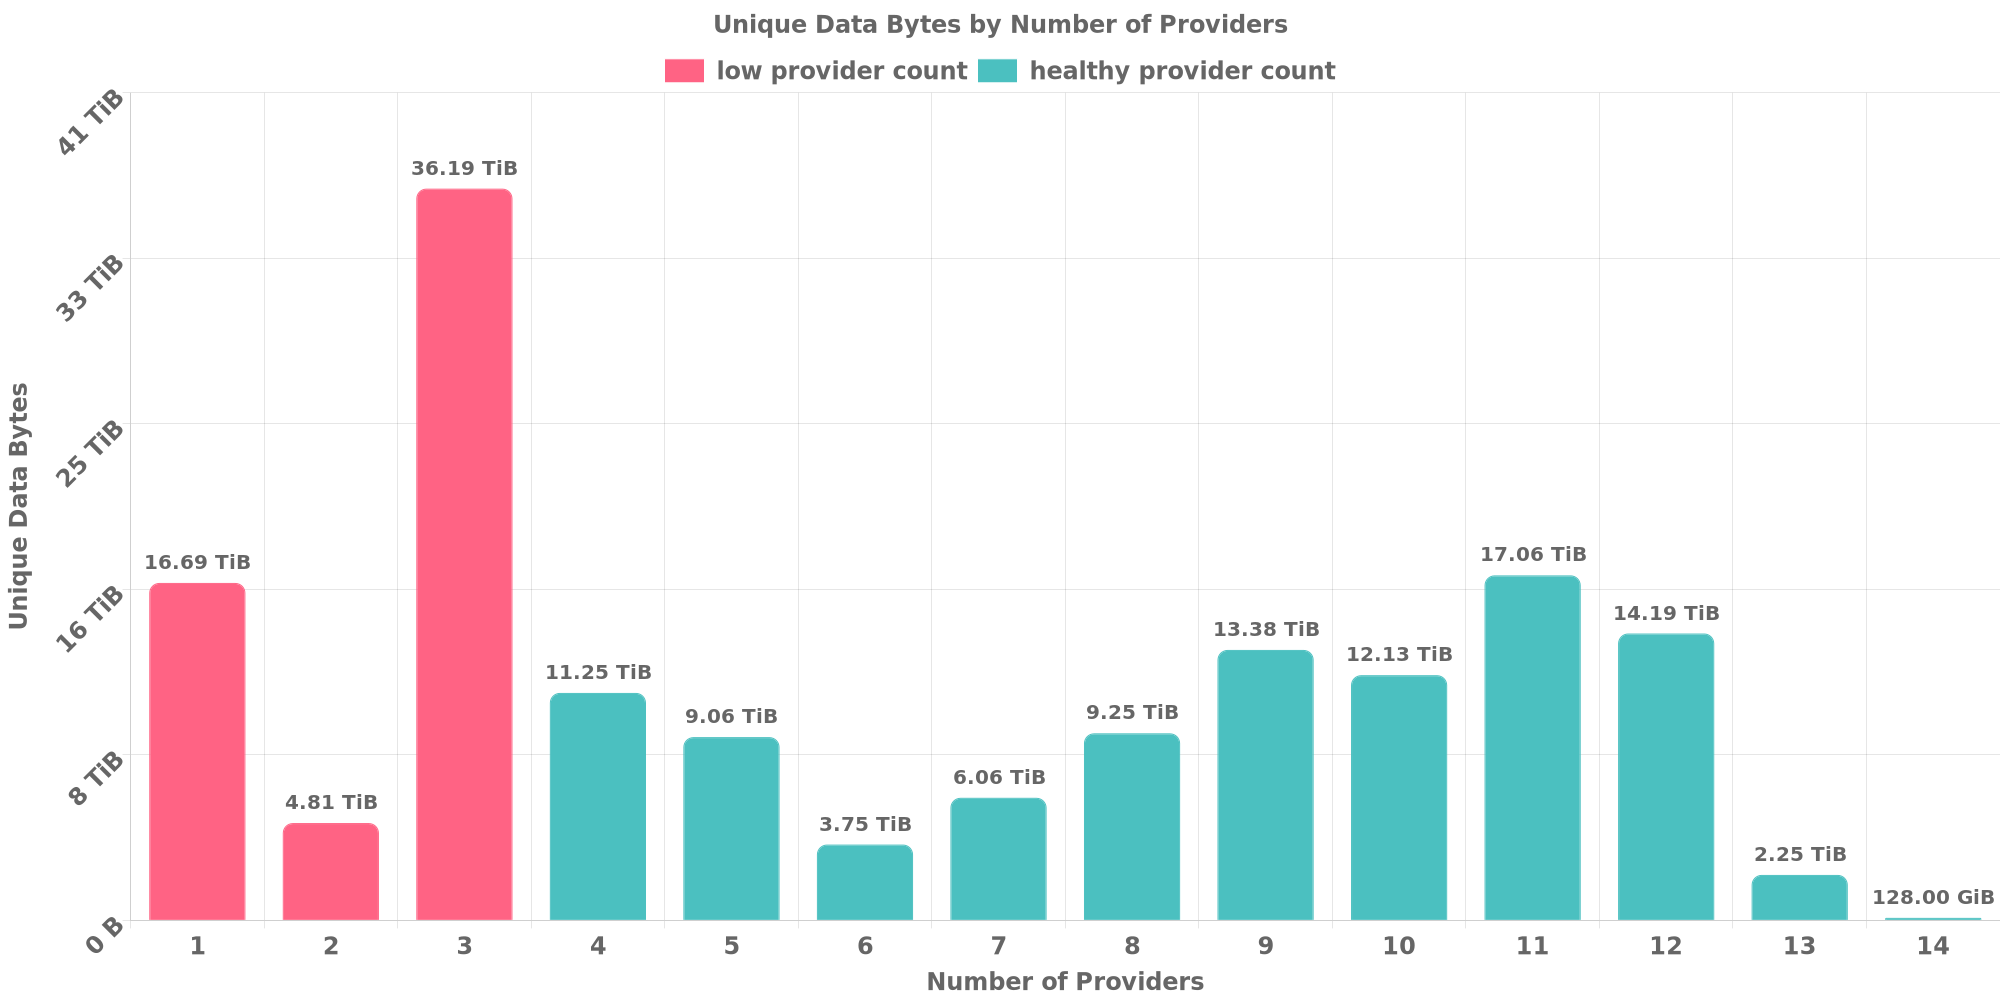 Unique Data Bytes by Number of Providers
low provider count healthy provider count
41 TiB
33 TiB
25 TiB
16 TiB
8 TiB
0 B
Unique Data Bytes
16.69 TiB
4.81 TiB
36.19 TiB
11.25 TiB
9.06 TiB
3.75 TiB
6.06 TiB
9.25 TiB
13.38 TiB
12.13 TiB
17.06 TiB
14.19 TiB
2.25 TiB
128.00 GiB
1 2 3 4 5 6 7 8 9 10 11 12 13 14
Number of Providers